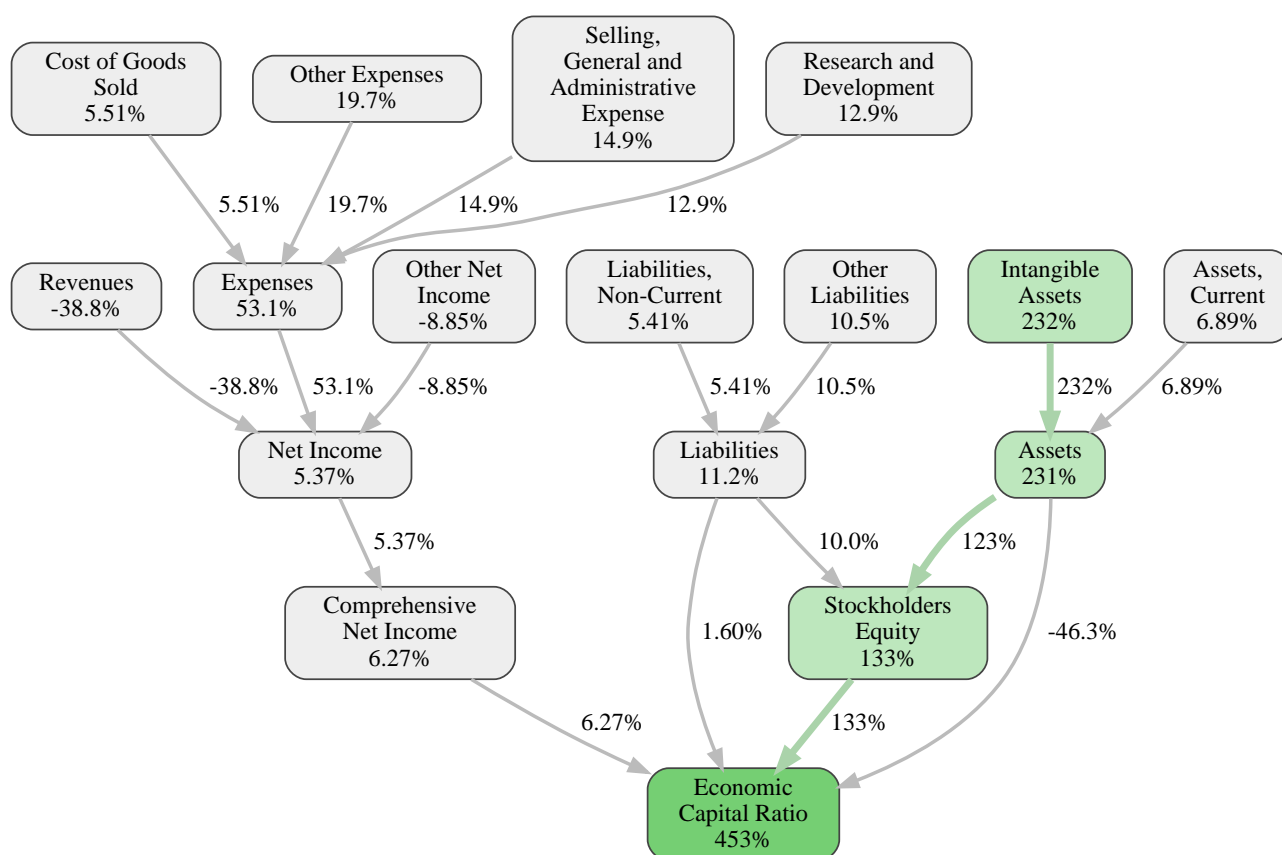 Cost of Goods
Sold
5.51%
Other Expenses
19.7%
Selling,
General and
Administrative
Expense
14.9%
Research and
Development
12.9%
5.51%
19.7%
14.9%
12.9%
Revenues
-38.8%
Expenses
53.1%
Other Net
Income
-8.85%
Liabilities,
Non-Current
5.41%
Other
Liabilities
10.5%
Intangible
Assets
232%
Assets,
Current
6.89%
-38.8%
53.1%
-8.85%
5.41%
10.5%
232%
6.89%
Net Income
5.37%
Liabilities
11.2%
Assets
231%
5.37%
10.0%
123%
Comprehensive
Net Income
6.27%
1.60%
Stockholders
Equity
133%
-46.3%
6.27%
133%
Economic
Capital Ratio
453%